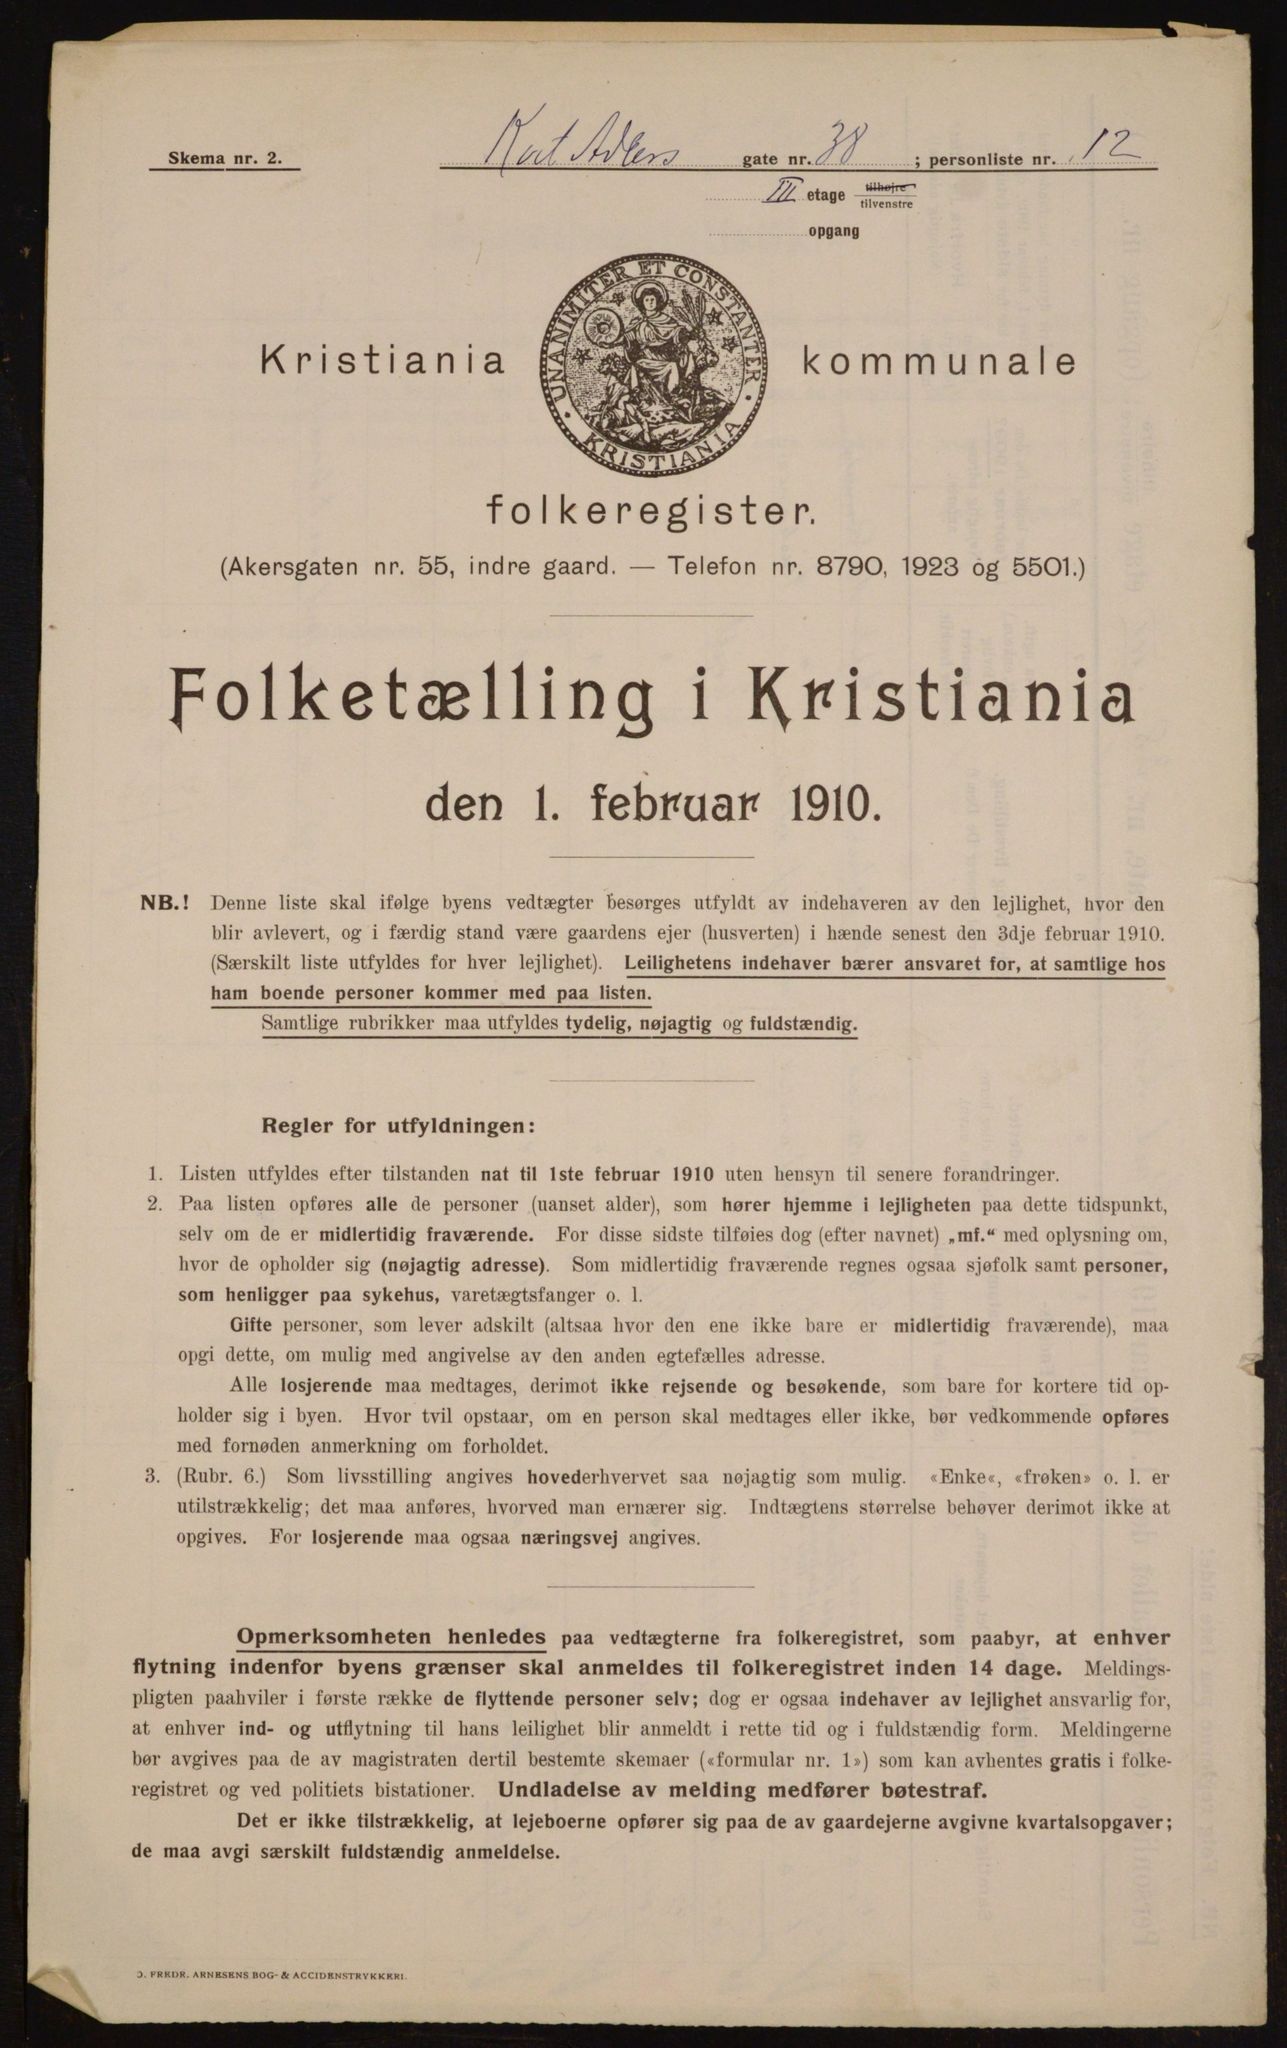 Skema nr. 2.
Kort Adlers gate nr. 38 ; personliste nr. 12
III etage tilhøjre
tilvenstre
opgang
UNANIMITER ET CONSTANTER · KRISTIANIA ·
Kristiania kommunale
folkeregister.
(Akersgaten nr. 55, indre gaard. — Telefon nr. 8790, 1923 og 5501.)
Folketælling i Kristiania
den 1. februar 1910.
NB.! Denne liste skal ifølge byens vedtægter besørges utfyldt av indehaveren av den lejlighet, hvor den
blir avlevert, og i færdig stand være gaardens ejer (husverten) i hænde senest den 3dje februar 1910.
(Særskilt liste utfyldes for hver lejlighet). Leilighetens indehaver bærer ansvaret for, at samtlige hos
ham boende personer kommer med paa listen.
Samtlige rubrikker maa utfyldes tydelig, nøjagtig og fuldstændig.
Regler for utfyldningen:
1. Listen utfyldes efter tilstanden nat til 1ste februar 1910 uten hensyn til senere forandringer.
2. Paa listen opføres alle de personer (uanset alder), som hører hjemme i lejligheten paa dette tidspunkt,
selv om de er midlertidig fraværende. For disse sidste tilføies dog (efter navnet) „mf.“ med oplysning om,
hvor de opholder sig (nøjagtig adresse). Som midlertidig fraværende regnes ogsaa sjøfolk samt personer,
som henligger paa sykehus, varetægtsfanger o. l.
Gifte personer, som lever adskilt (altsaa hvor den ene ikke bare er midlertidig fraværende), maa
opgi dette, om mulig med angivelse av den anden egtefælles adresse.
Alle losjerende maa medtages, derimot ikke rejsende og besøkende, som bare for kortere tid op-
holder sig i byen. Hvor tvil opstaar, om en person skal medtages eller ikke, bør vedkommende opføres
med fornøden anmerkning om forholdet.
3. (Rubr. 6.) Som livsstilling angives hovederhvervet saa nøjagtig som mulig. «Enke«, «frøken» o. l. er
utilstrækkelig; det maa anføres, hvorved man ernærer sig. Indtægtens størrelse behøver derimot ikke at
opgives. For losjerende maa ogsaa næringsvej angives.
Opmerksomheten henledes paa vedtægterne fra folkeregistret, som paabyr, at enhver
flytning indenfor byens grænser skal anmeldes til folkeregistret inden 14 dage. Meldings-
pligten paahviler i første række de flyttende personer selv; dog er ogsaa indehaver av lejlighet ansvarlig for,
at enhver ind- og utflytning til hans leilighet blir anmeldt i rette tid og i fuldstændig form. Meldingerne
bør avgives paa de av magistraten dertil bestemte skemaer («formular nr. 1») som kan avhentes gratis i folke-
registret og ved politiets bistationer. Undladelse av melding medfører bøtestraf.
Det er ikke tilstrækkelig, at lejeboerne opfører sig paa de av gaardejerne avgivne kvartalsopgaver;
de maa avgi særskilt fuldstændig anmeldelse.
O. FREDR. ARNESENS BOG- & ACCIDENSTRYKKERI.